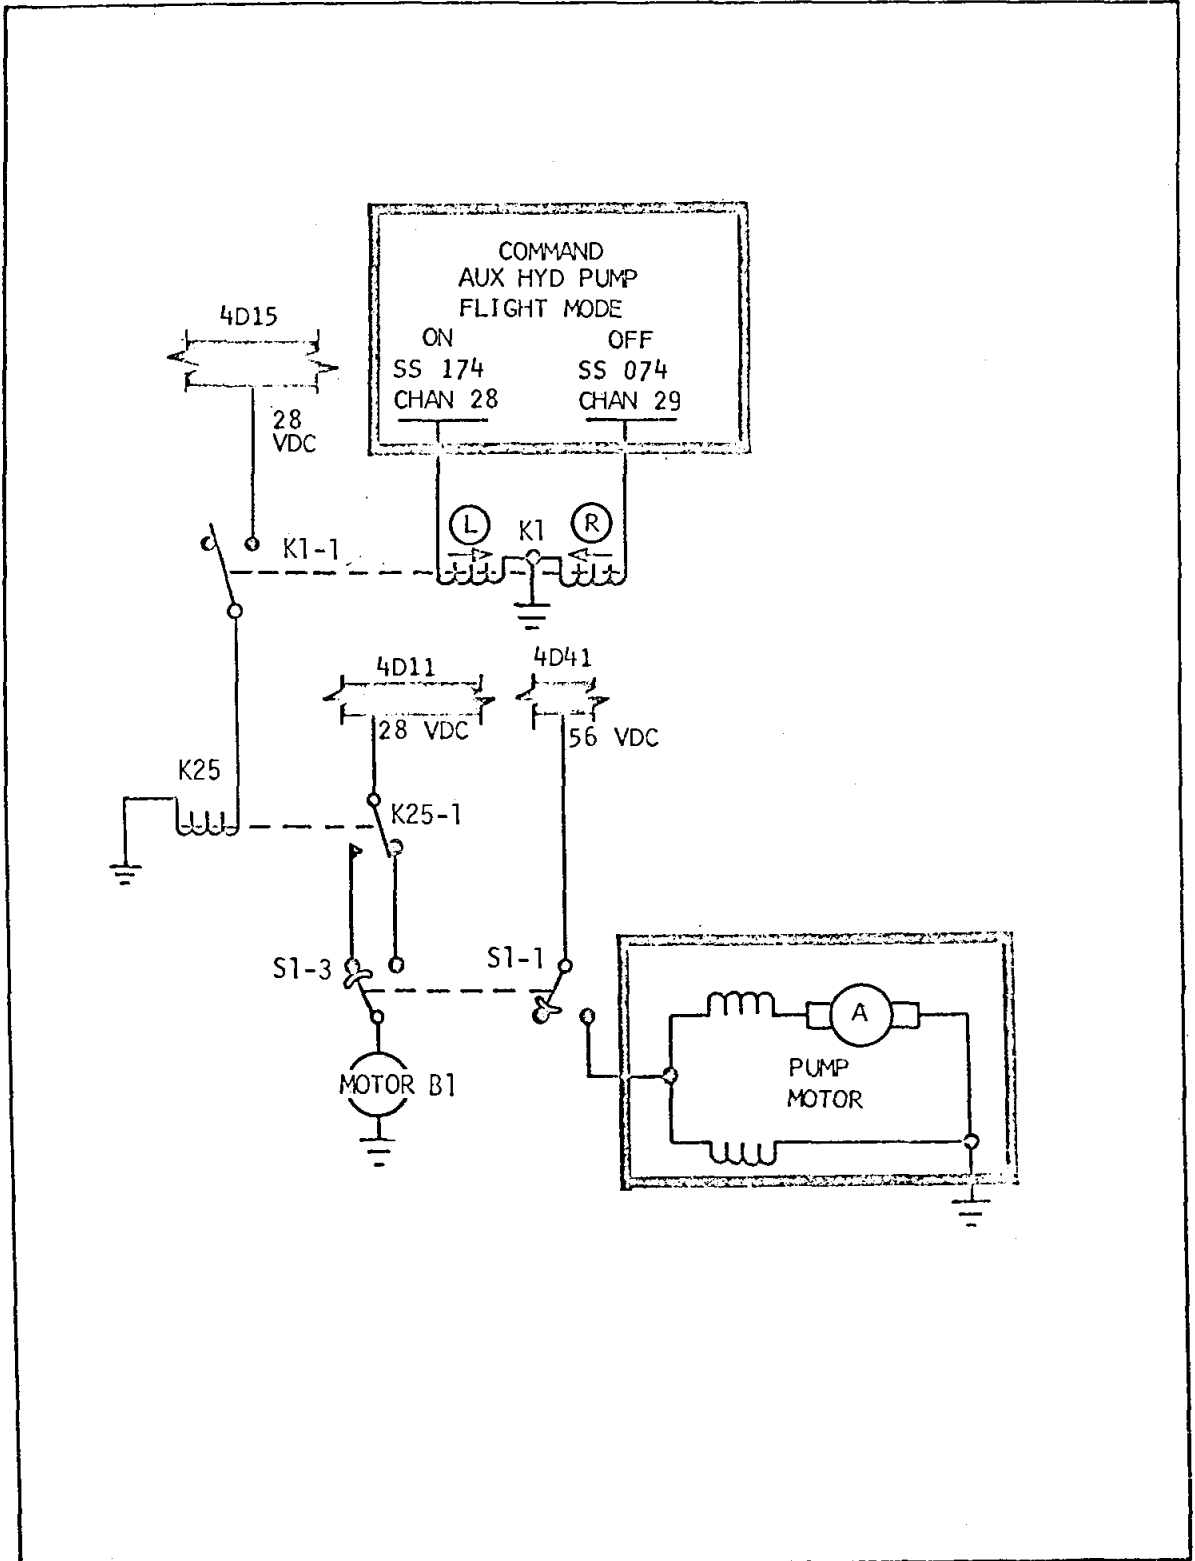 COMMAND
AUX HYD PUMP
FLIGHT MODE
ON
OFF
SS 174
SS 074
CHAN 28
CHAN 29
4D15
28
VDC
L
K1
R
K1-1
4D11
4D41
28 VDC
56 VDC
K25
K25-1
S1-3
S1-1
A
PUMP
MOTOR
MOTOR B1